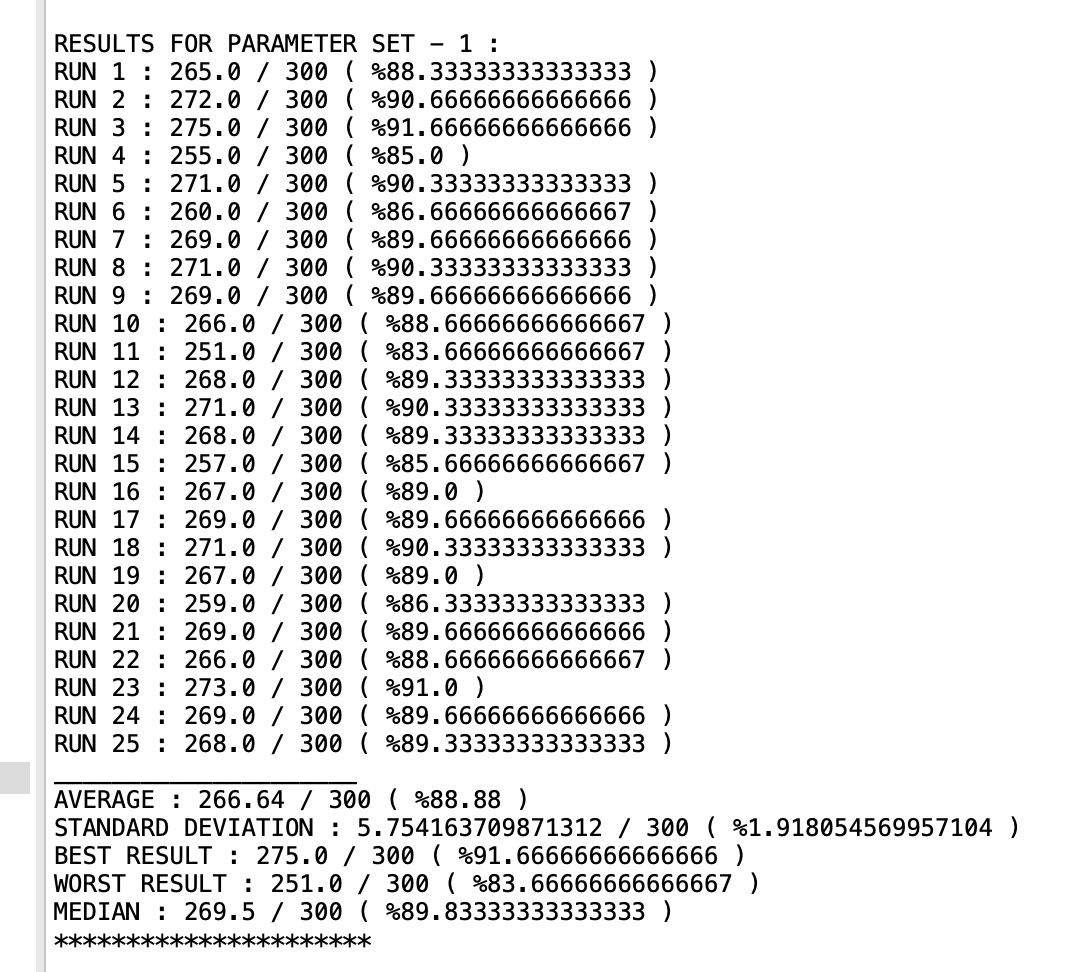 RESULTS FOR PARAMETER SET - 1 :
RUN 1 : 265.0 / 300 ( %88.33333333333333 )
RUN 2 : 272.0 / 300 ( %90.66666666666666 )
RUN 3 : 275.0 / 300 ( %91.66666666666666 )
RUN 4 : 255.0 / 300 ( %85.0 )
RUN 5 : 271.0 / 300 ( %90.33333333333333 )
RUN 6 : 260.0 / 300 ( %86.66666666666667 )
RUN 7 : 269.0 / 300 ( %89.66666666666666 )
RUN 8 : 271.0 / 300 ( %90.33333333333333 )
RUN 9 : 269.0 / 300 ( %89.66666666666666 )
RUN 10 : 266.0 / 300 ( %88.66666666666667 )
RUN 11 : 251.0 / 300 ( %83.66666666666667 )
RUN 12 : 268.0 / 300 ( %89.33333333333333 )
RUN 13 : 271.0 / 300 ( %90.33333333333333 )
RUN 14 : 268.0 / 300 ( %89.33333333333333 )
RUN 15 : 257.0 / 300 ( %85.66666666666667 )
RUN 16 : 267.0 / 300 ( %89.0 )
RUN 17 : 269.0 / 300 ( %89.66666666666666 )
RUN 18 : 271.0 / 300 ( %90.33333333333333 )
RUN 19 : 267.0 / 300 ( %89.0 )
RUN 20 : 259.0 / 300 ( %86.33333333333333 )
RUN 21 : 269.0 / 300 ( %89.66666666666666 )
RUN 22 : 266.0 / 300 ( %88.66666666666667 )
RUN 23 : 273.0 / 300 ( %91.0 )
RUN 24 : 269.0 / 300 ( %89.66666666666666 )
RUN 25 : 268.0 / 300 ( %89.33333333333333 )
_____________________
AVERAGE : 266.64 / 300 ( %88.88 )
STANDARD DEVIATION : 5.754163709871312 / 300 ( %1.918054569957104 )
BEST RESULT : 275.0 / 300 ( %91.66666666666666 )
WORST RESULT : 251.0 / 300 ( %83.66666666666667 )
MEDIAN : 269.5 / 300 ( %89.83333333333333 )
**********************